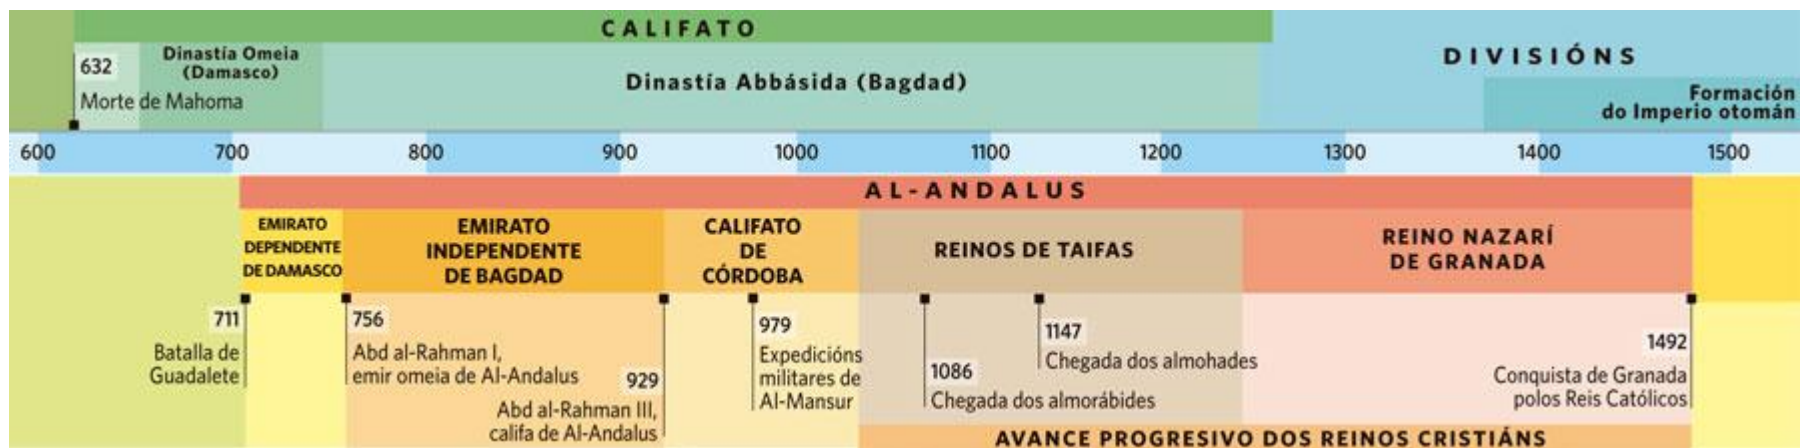 CALIFATO
632
Morte de Mahoma
Dinastía Omeia
(Damasco)
Dinastía Abbásida (Bagdad)
DIVISIÓNS
Formación
do Imperio otomán
600 700 800 900 1000 1100 1200 1300 1400 1500
AL-ANDALUS
EMIRATO
DEPENDENTE
DE DAMASCO
EMIRATO
INDEPENDENTE
DE BAGDAD
CALIFATO
DE
CÓRDOBA
REINOS DE TAIFAS
REINO NAZARÍ
DE GRANADA
711
Batalla de
Guadalete
756
Abd al-Rahman I,
emir omeia de Al-Andalus
929
Abd al-Rahman III,
califa de Al-Andalus
979
Expedicións
militares de
Al-Mansur
1086
Chegada dos almorábides
1147
Chegada dos almohades
1492
Conquista de Granada
polos Reis Católicos
AVANCE PROGRESIVO DOS REINOS CRISTIÁNS